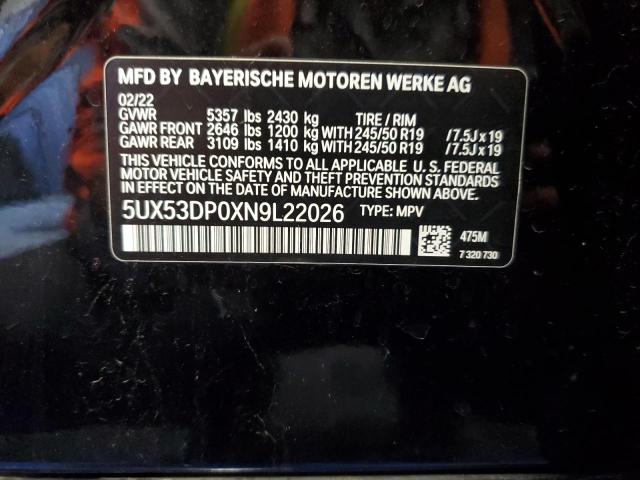 MFD BY BAYERISCHE MOTOREN WERKE AG
02/22
GVWR 5357 lbs 2430 kg TIRE / RIM
GAWR FRONT 2646 lbs 1200 kg WITH 245/50 R19 /7.5J x 19
GAWR REAR 3109 lbs 1410 kg WITH 245/50 R19 /7.5J x 19
THIS VEHICLE CONFORMS TO ALL APPLICABLE U. S. FEDERAL
MOTOR VEHICLE SAFETY AND THEFT PREVENTION STANDARDS
IN EFFECT ON THE DATE OF MANUFACTURE SHOWN ABOVE.
5UX53DP0XN9L22026 TYPE: MPV
475M
7 320 730